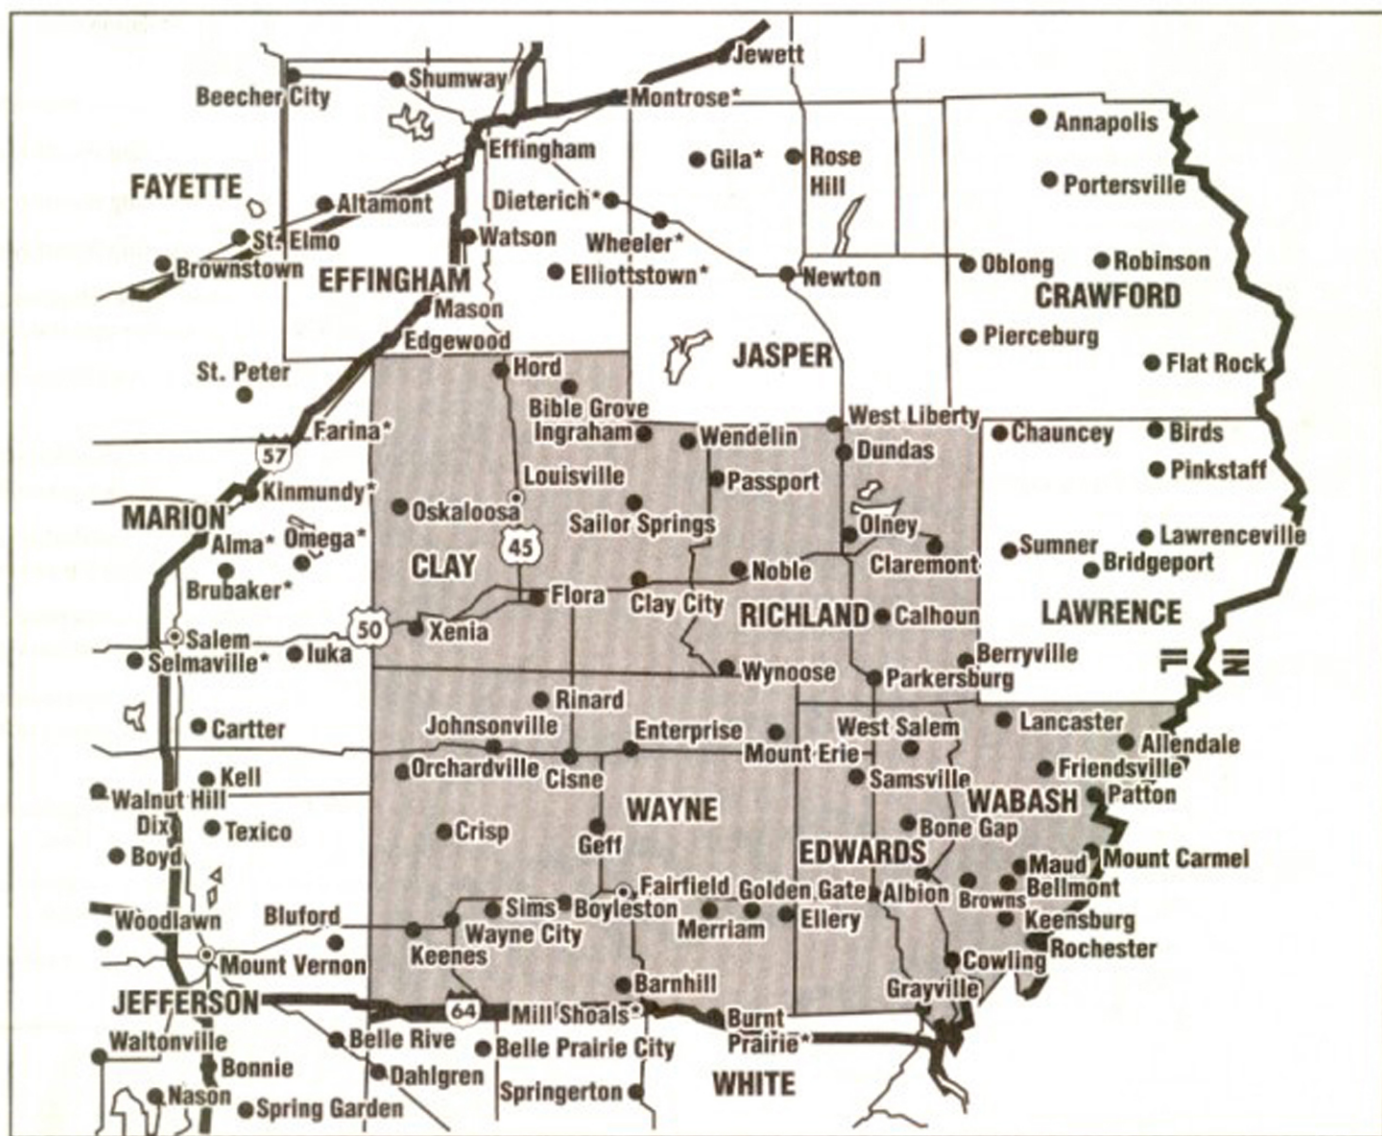 Jewett
Shumway
Beecher City
Montrose*
Annapolis
Effingham
Gila*
Rose
Hill
FAYETTE
Portersville
Altamont
Dieterich*
St. Elmo
Watson
Wheeler*
Brownstown
Elliottstown*
Newton
Oblong
Robinson
EFFINGHAM
CRAWFORD
Mason
Edgewood
Pierceburg
JASPER
St. Peter
Hord
Flat Rock
Bible Grove
West Liberty
Farina*
Ingraham
Wendelin
Chauncey
Birds
57
Dundas
Louisville
Pinkstaff
Kinmundy*
Passport
Oskaloosa
Sailor Springs
MARION
Olney
Alma*
Omega*
45
Sumner
Lawrenceville
CLAY
Claremont
Bridgeport
Brubaker*
Noble
Flora
Clay City
RICHLAND
Calhoun
LAWRENCE
50
Xenia
Salem
Iuka
Selmaville*
Berryville
IL
IN
Wynoose
Parkersburg
Rinard
Cartter
Johnsonville
Enterprise
West Salem
Lancaster
Mount Erie
Allendale
Orchardville
Cisne
Kell
Samsville
Friendsville
Walnut Hill
WAYNE
WABASH
Patton
Dix
Texico
Crisp
Geff
Bone Gap
Boyd
EDWARDS
Maud
Mount Carmel
Fairfield
Golden Gate
Albion
Bellmont
Browns
Woodlawn
Bluford
Sims
Boyleston
Merriam
Ellery
Keensburg
Wayne City
Keenes
Rochester
Mount Vernon
Cowling
Barnhill
Grayville
JEFFERSON
64
Mill Shoals*
Burnt
Prairie*
Waltonville
Belle Rive
Belle Prairie City
Bonnie
Dahlgren
WHITE
Nason
Springerton
Spring Garden